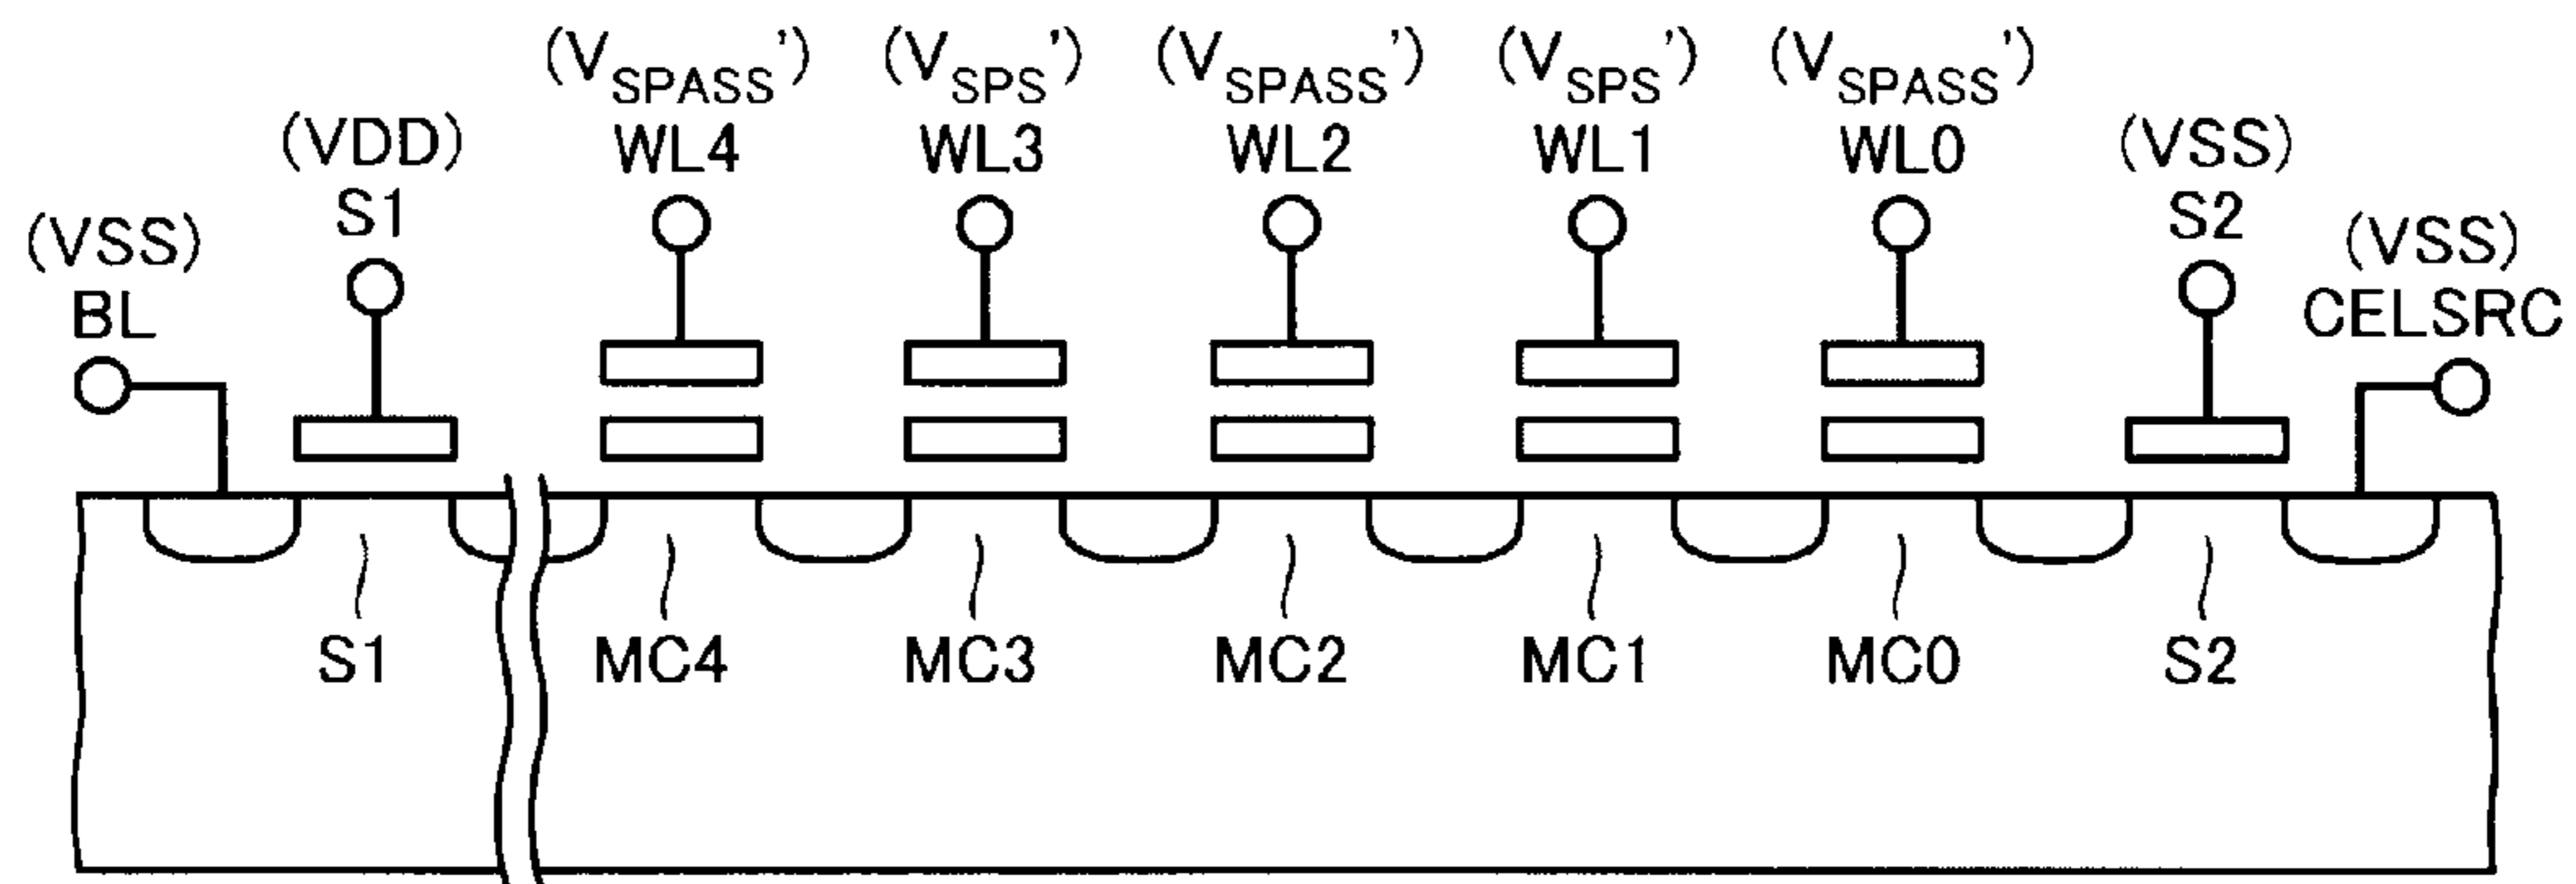 (VSPASS') (VSPS') (VSPASS') (VSPS') (VSPASS')
(VDD) WL4 WL3 WL2 WL1 WL0 (VSS)
(VSS) S1 S2 (VSS)
BL CELSRC
S1 MC4 MC3 MC2 MC1 MC0 S2